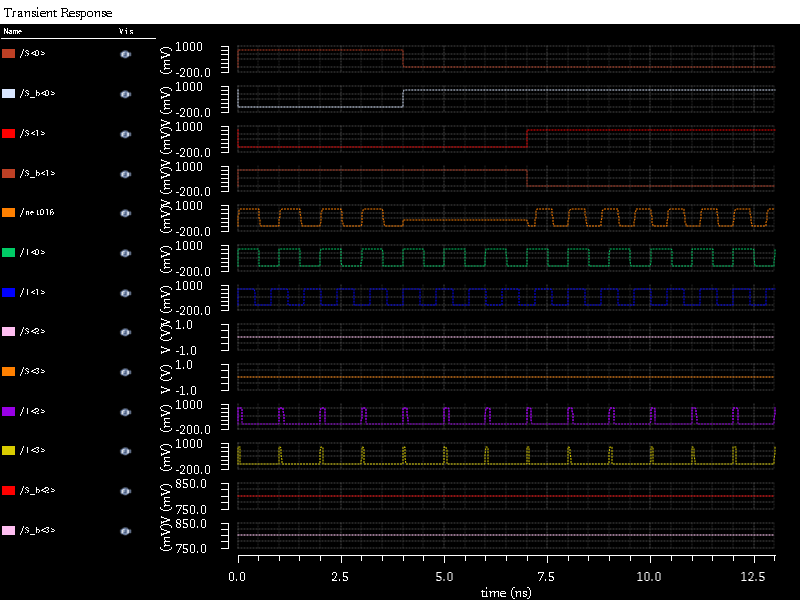 Transient Response
Name Vis
/S<0>
1000
(mV)
-200.0
/S_b<0>
1000
V (mV)
-200.0
/S<1>
1000
V (mV)
-200.0
/S_b<1>
1000
V (mV)
-200.0
/net016
1000
V (mV)
-200.0
/I<0>
1000
V (mV)
-200.0
/I<1>
1000
V (mV)
-200.0
/S<2>
1.0
V (V)
-1.0
/S<3>
1.0
V (V)
-1.0
/I<2>
1000
(mV)
-200.0
/I<3>
1000
V (mV)
-200.0
/S_b<2>
850.0
V (mV)
750.0
/S_b<3>
850.0
V (mV)
750.0
0.0 2.5 5.0 7.5 10.0 12.5
time (ns)